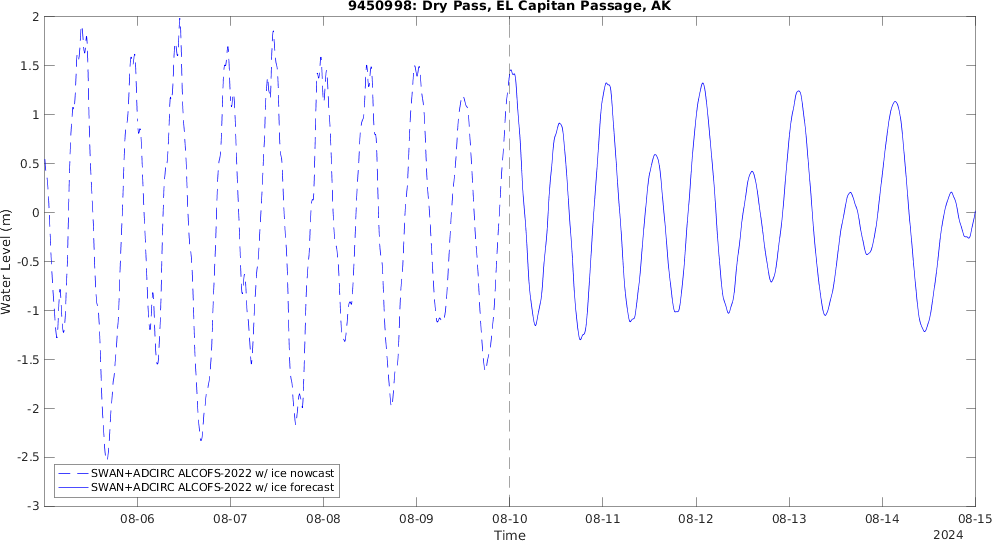 9450998: Dry Pass, EL Capitan Passage, AK
Water Level (m)
2
1.5
1
0.5
0
-0.5
-1
-1.5
-2
-2.5
-3
SWAN+ADCIRC ALCOFS-2022 w/ ice nowcast
SWAN+ADCIRC ALCOFS-2022 w/ ice forecast
08-06 08-07 08-08 08-09 08-10 08-11 08-12 08-13 08-14 08-15
Time
2024